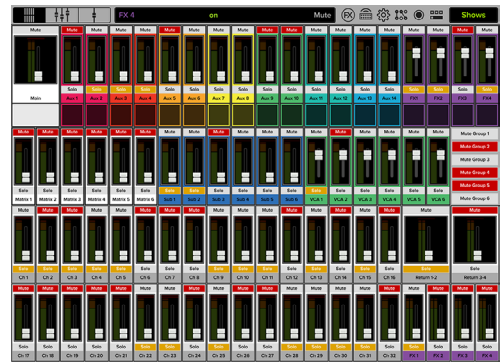 FX 4 on Mute FX Shows
Mute Mute Mute Mute Mute Mute Mute Mute Mute Mute Mute Mute Mute Mute Mute Mute Mute Mute Mute
Solo Solo Solo Solo Solo Solo Solo Solo Solo Solo Solo Solo Solo Solo Solo Solo Solo Solo
Main Aux 1 Aux 2 Aux 3 Aux 4 Aux 5 Aux 6 Aux 7 Aux 8 Aux 9 Aux 10 Aux 11 Aux 12 Aux 13 Aux 14 FX1 FX2 FX3 FX4
Mute Mute Mute Mute Mute Mute Mute Mute Mute Mute Mute Mute Mute Mute Mute Mute Mute Mute Mute Group 1
Mute Group 2
Mute Group 3
Mute Group 4
Mute Group 5
Solo Solo Solo Solo Solo Solo Solo Solo Solo Solo Solo Solo Solo Solo Solo Solo Solo Solo
Matrix 1 Matrix 2 Matrix 3 Matrix 4 Matrix 5 Matrix 6 Sub 1 Sub 2 Sub 3 Sub 4 Sub 5 Sub 6 VCA 1 VCA 2 VCA 3 VCA 4 VCA 5 VCA 6 Mute Group 6
Mute Mute Mute Mute Mute Mute Mute Mute Mute Mute Mute Mute Mute Mute Mute Mute Mute Mute
Solo Solo Solo Solo Solo Solo Solo Solo Solo Solo Solo Solo Solo Solo Solo Solo Solo Solo
Ch 1 Ch 2 Ch 3 Ch 4 Ch 5 Ch 6 Ch 7 Ch 8 Ch 9 Ch 10 Ch 11 Ch 12 Ch 13 Ch 14 Ch 15 Ch 16 Return 1-2 Return 3-4
Mute Mute Mute Mute Mute Mute Mute Mute Mute Mute Mute Mute Mute Mute Mute Mute Mute Mute Mute Mute
Solo Solo Solo Solo Solo Solo Solo Solo Solo Solo Solo Solo Solo Solo Solo Solo Solo Solo Solo Solo
Ch 17 Ch 18 Ch 19 Ch 20 Ch 21 Ch 22 Ch 23 Ch 24 Ch 25 Ch 26 Ch 27 Ch 28 Ch 29 Ch 30 Ch 31 Ch 32 FX 1 FX 2 FX 3 FX 4